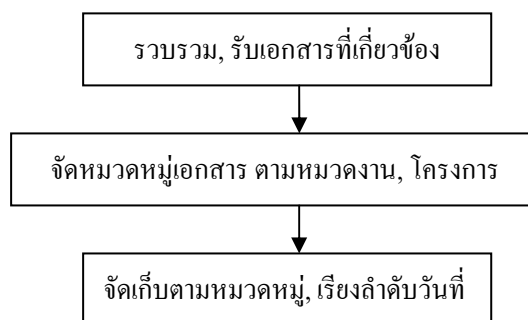 รวบรวม, รับเอกสารที่เกี่ยวข้อง
จัดหมวดหมู่เอกสาร ตามหมวดงาน, โครงการ
จัดเก็บตามหมวดหมู่, เรียงลำดับวันที่